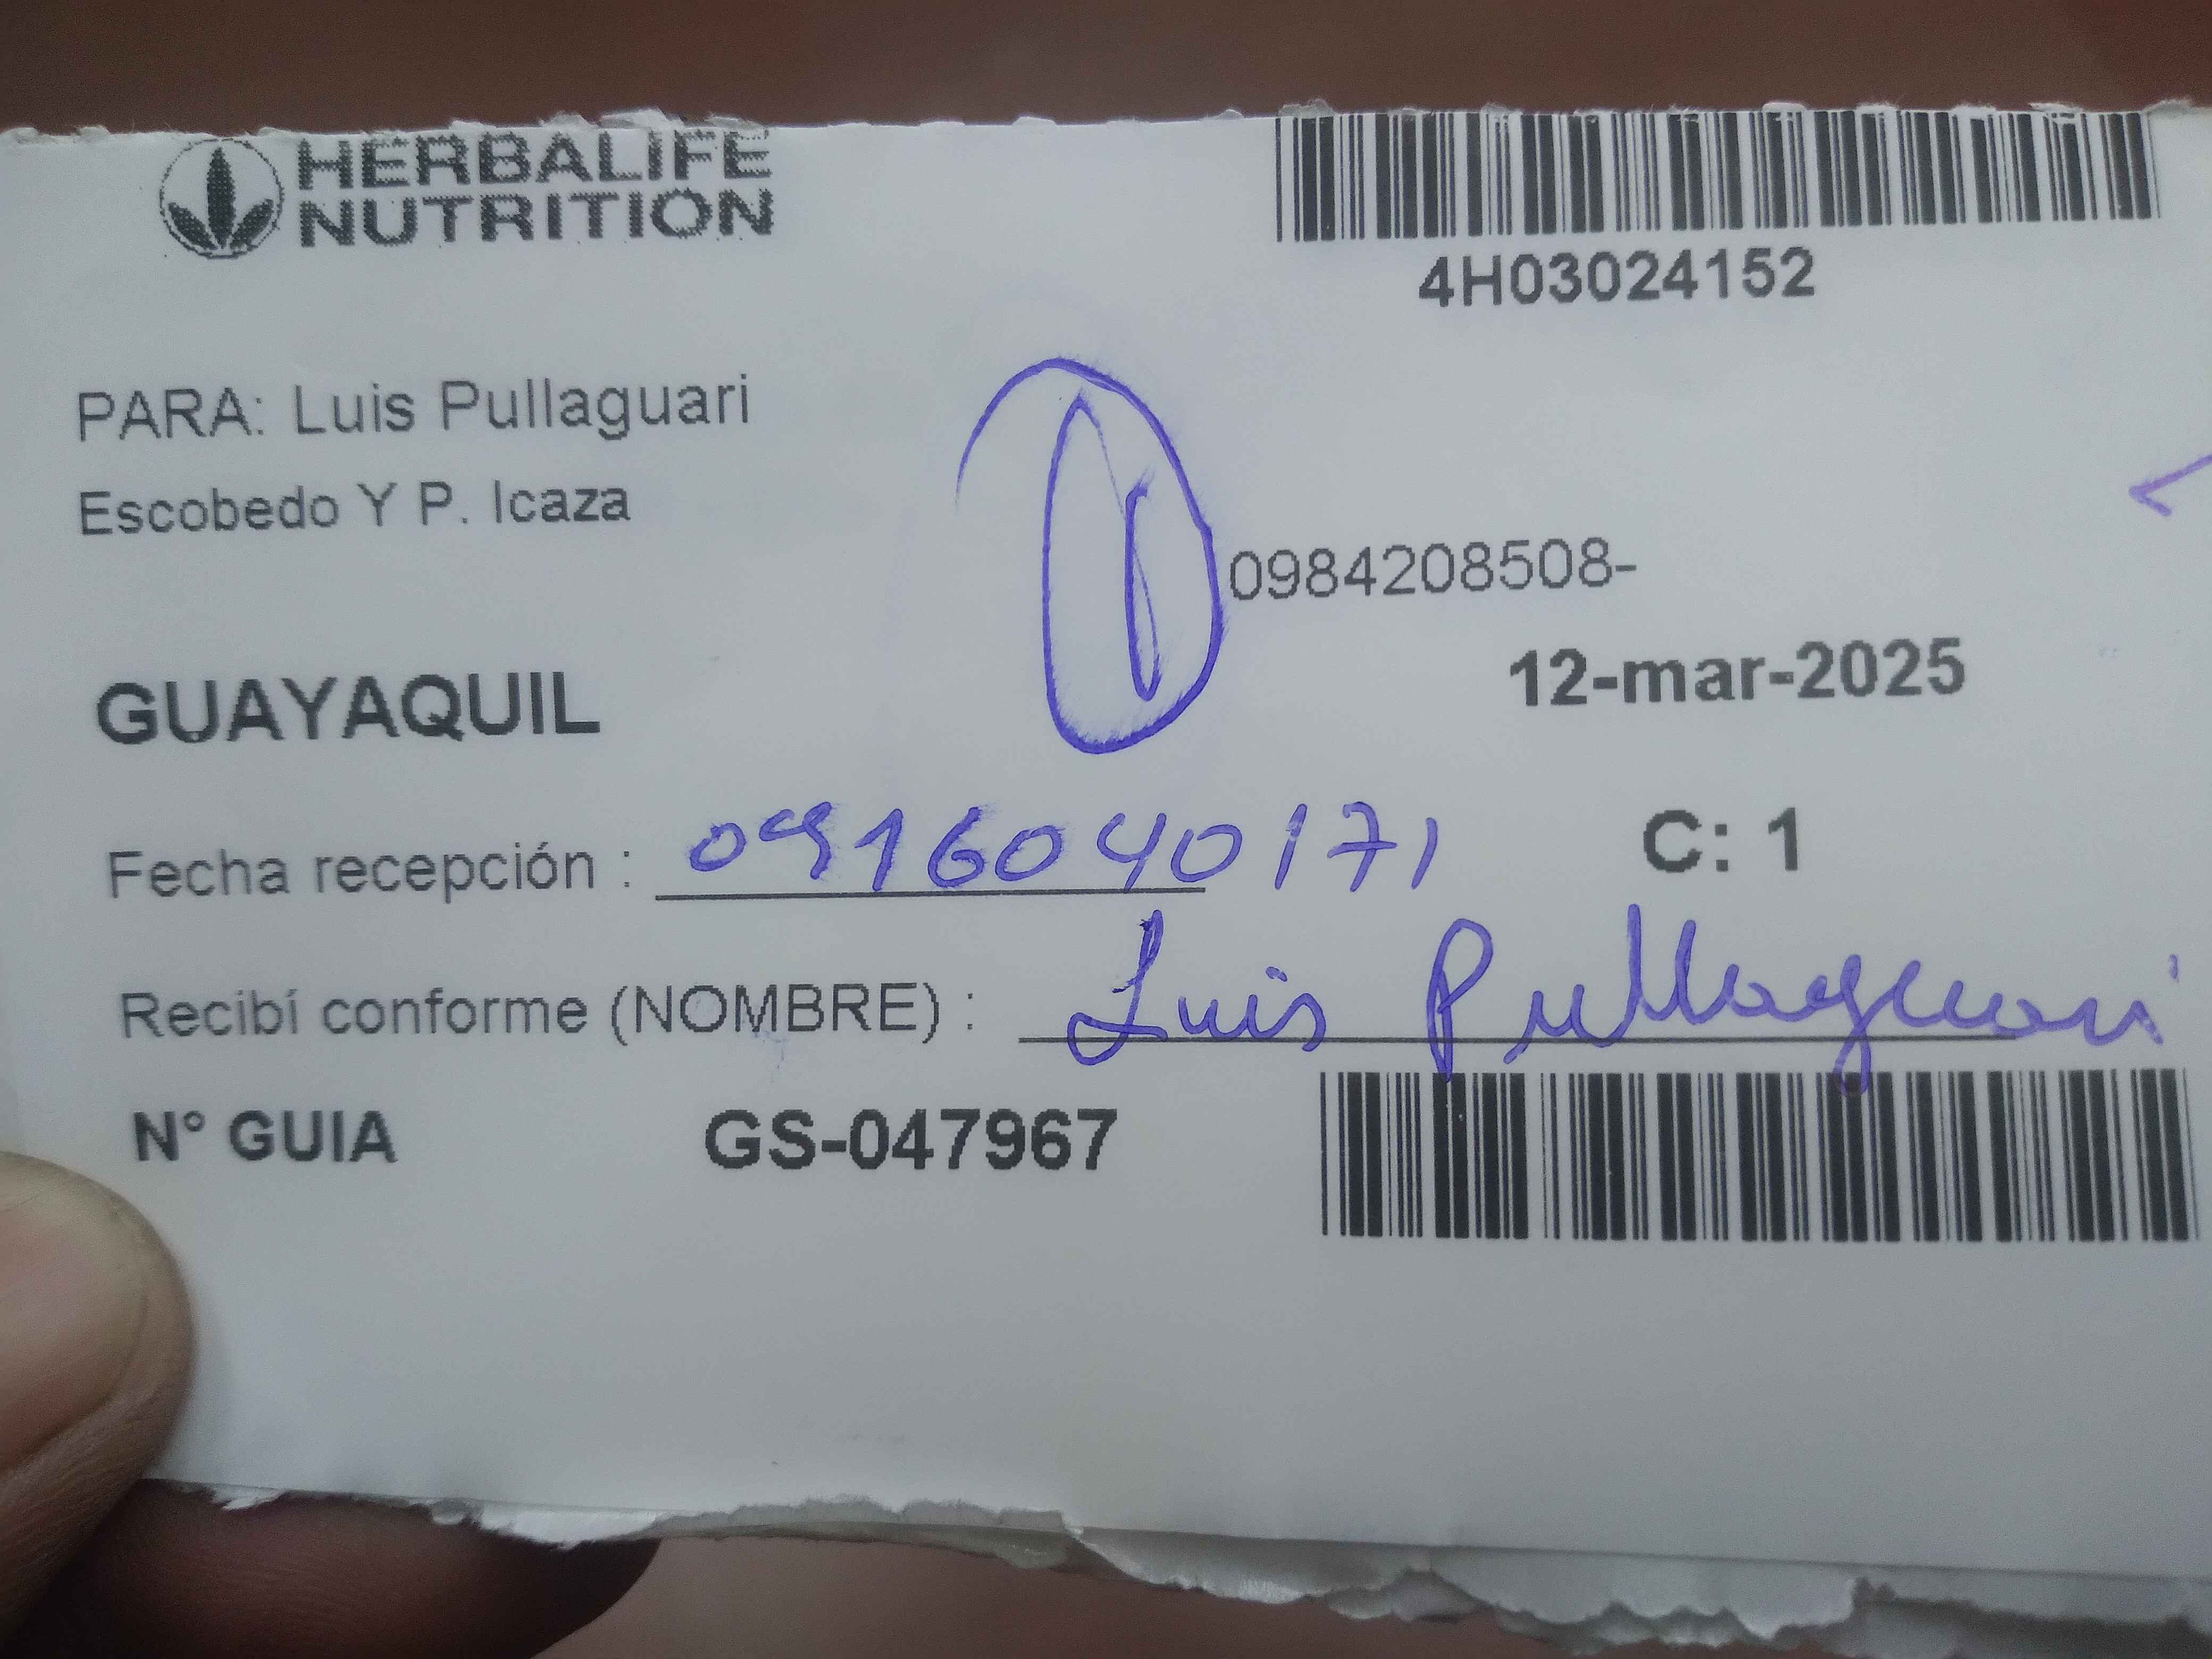 HERBALIFE
NUTRITION
4H03024152
PARA: Luis Pullaguari
Escobedo Y P. Icaza
0984208508-
GUAYAQUIL
12-mar-2025
Fecha recepción : 0916040171
C: 1
Recibí conforme (NOMBRE) : Luis Pullaguari
N° GUIA GS-047967